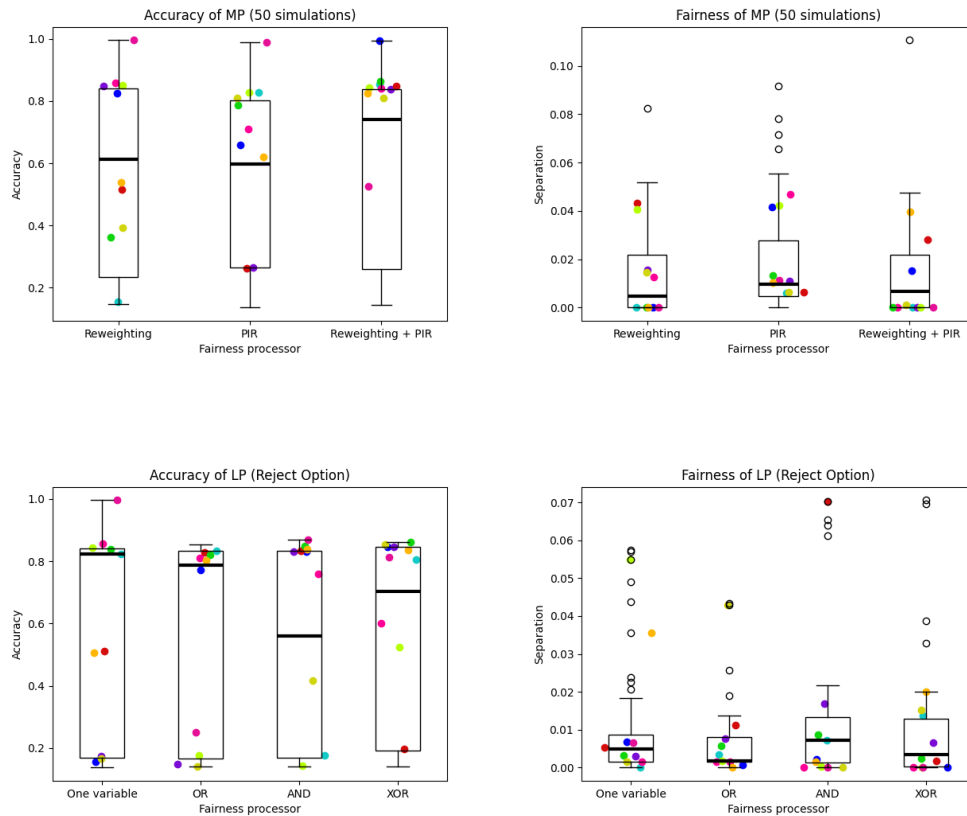 Accuracy of MP (50 simulations)
1.0
0.8
0.6
0.4
0.2
Accuracy
Reweighting
PIR
Reweighting + PIR
Fairness processor
Fairness of MP (50 simulations)
0.10
0.08
0.06
0.04
0.02
0.00
Separation
Reweighting
PIR
Reweighting + PIR
Fairness processor
Accuracy of LP (Reject Option)
1.0
0.8
0.6
0.4
0.2
Accuracy
One variable
OR
AND
XOR
Fairness processor
Fairness of LP (Reject Option)
0.07
0.06
0.05
0.04
0.03
0.02
0.01
0.00
Separation
One variable
OR
AND
XOR
Fairness processor